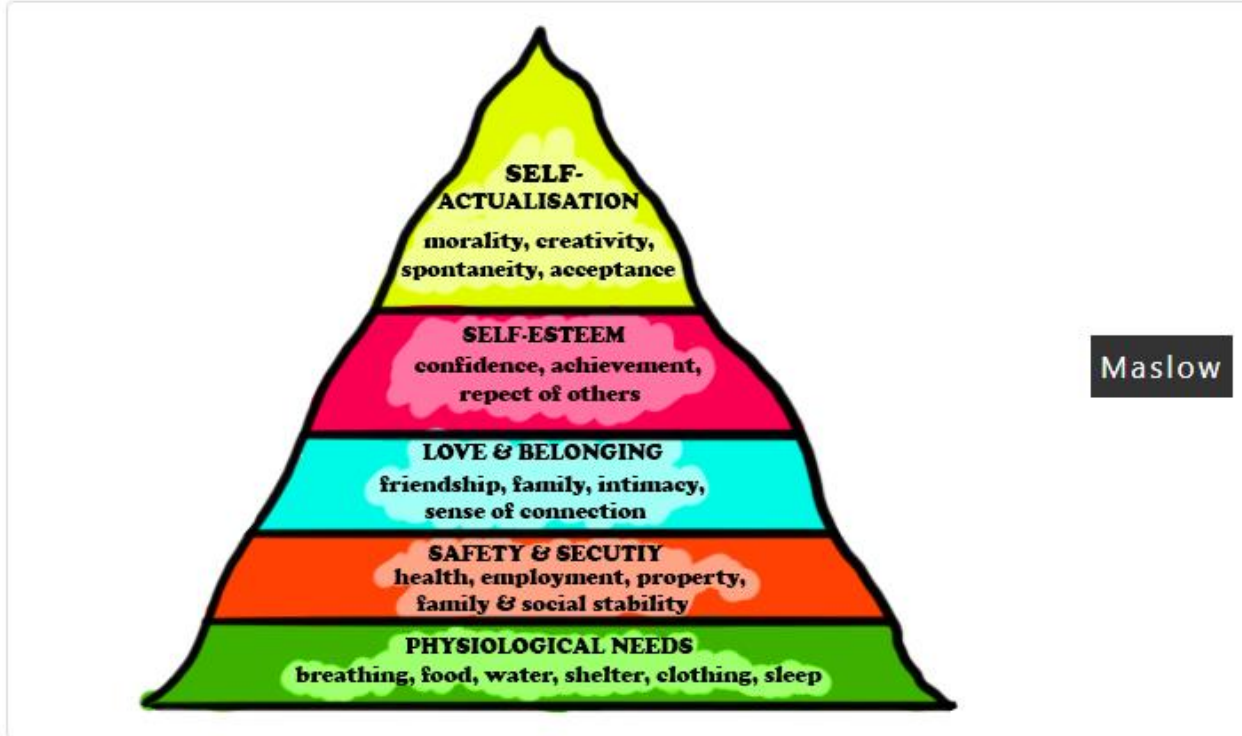 SELF-
ACTUALISATION
morality, creativity,
spontaneity, acceptance
SELF-ESTEEM
confidence, achievement,
repect of others
Maslow
LOVE & BELONGING
friendship, family, intimacy,
sense of connection
SAFETY & SECUTIY
health, employment, property,
family & social stability
PHYSIOLOGICAL NEEDS
breathing, food, water, shelter, clothing, sleep